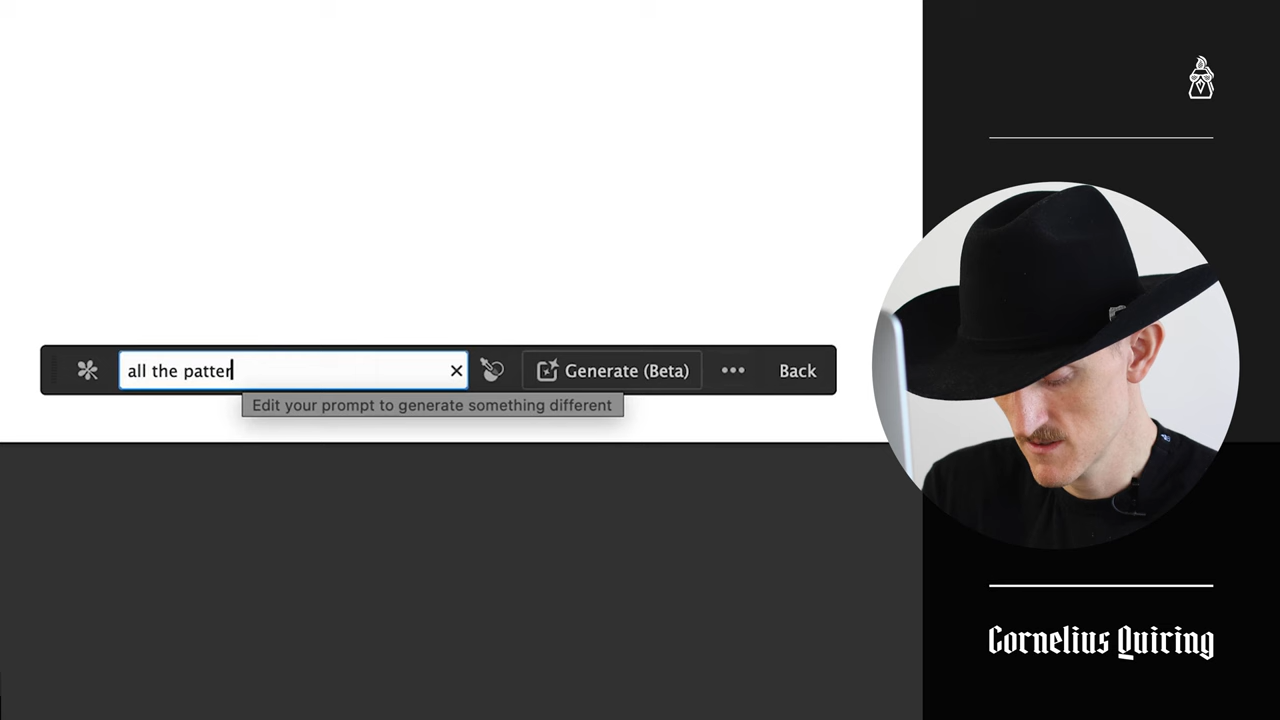 all the patter
Generate (Beta)
Back
Edit your prompt to generate something different
Cornelius Quiring